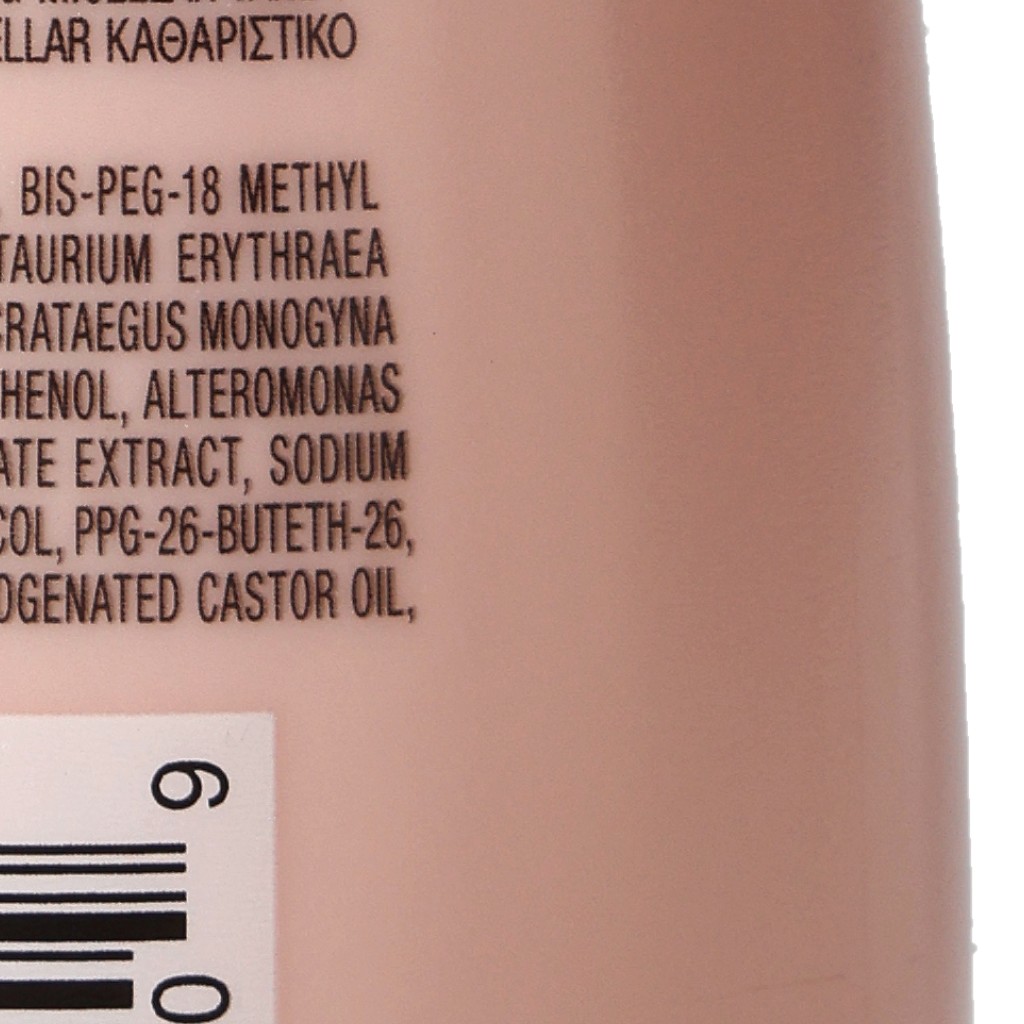 ELLAR ΚΑΘΑΡΙΣΤΙΚΟ
, BIS-PEG-18 METHYL
TAURIUM ERYTHRAEA
CRATAEGUS MONOGYNA
HENOL, ALTEROMONAS
ATE EXTRACT, SODIUM
COL, PPG-26-BUTETH-26,
OGENATED CASTOR OIL,
9
0